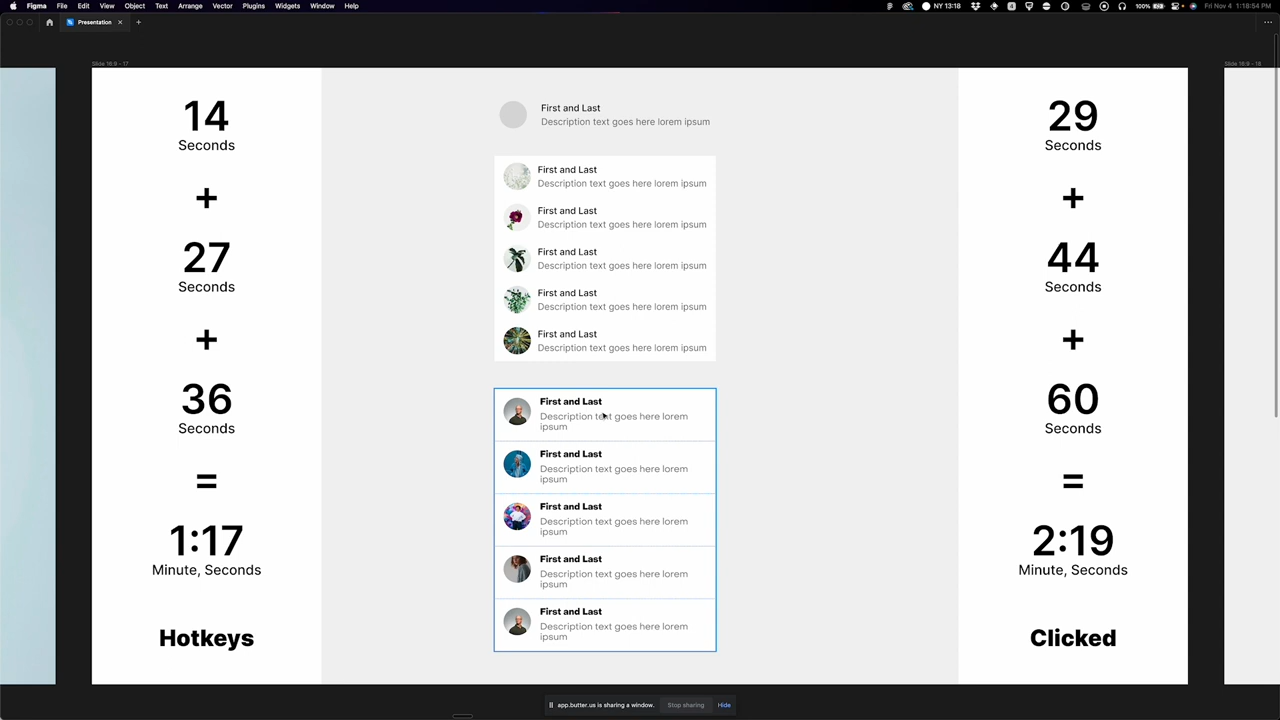 Figma File Edit View Object Text Arrange Vector Plugins Widgets Window Help
NY 13:18
100%
Fri Nov 4 1:18:54 PM
Presentation
Slide 16:9 - 17
Slide 16:9 - 18
14
Seconds
+
27
Seconds
+
36
Seconds
=
1:17
Minute, Seconds
Hotkeys
First and Last
Description text goes here lorem ipsum
First and Last
Description text goes here lorem ipsum
First and Last
Description text goes here lorem ipsum
First and Last
Description text goes here lorem ipsum
First and Last
Description text goes here lorem ipsum
First and Last
Description text goes here lorem ipsum
First and Last
Description text goes here lorem
ipsum
First and Last
Description text goes here lorem
ipsum
First and Last
Description text goes here lorem
ipsum
First and Last
Description text goes here lorem
ipsum
First and Last
Description text goes here lorem
ipsum
29
Seconds
+
44
Seconds
+
60
Seconds
=
2:19
Minute, Seconds
Clicked
app.butter.us is sharing a window. Stop sharing Hide